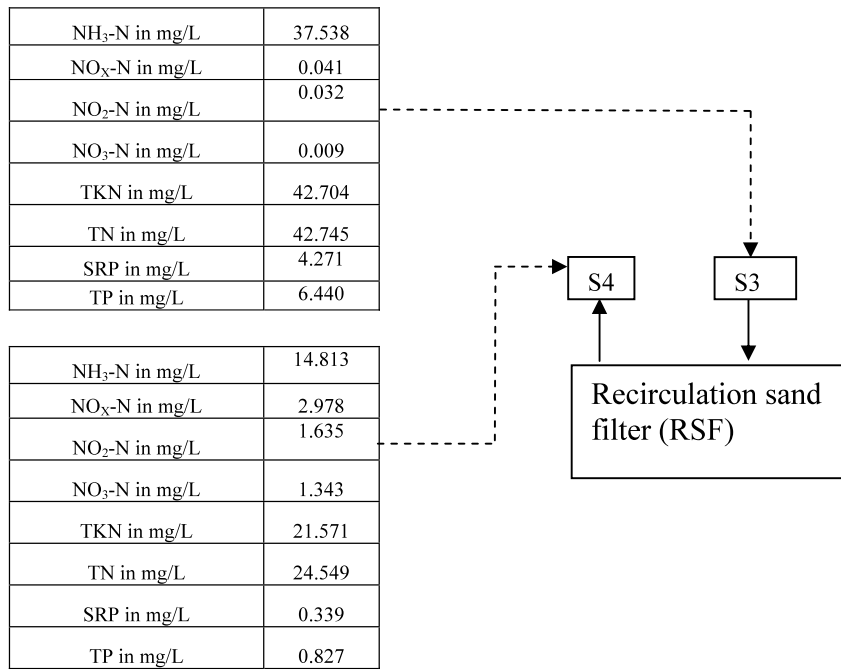 NH₃-N in mg/L 37.538
NOₓ-N in mg/L 0.041
NO₂-N in mg/L 0.032
NO₃-N in mg/L 0.009
TKN in mg/L 42.704
TN in mg/L 42.745
SRP in mg/L 4.271
TP in mg/L 6.440
S4
S3
Recirculation sand
filter (RSF)
NH₃-N in mg/L 14.813
NOₓ-N in mg/L 2.978
NO₂-N in mg/L 1.635
NO₃-N in mg/L 1.343
TKN in mg/L 21.571
TN in mg/L 24.549
SRP in mg/L 0.339
TP in mg/L 0.827